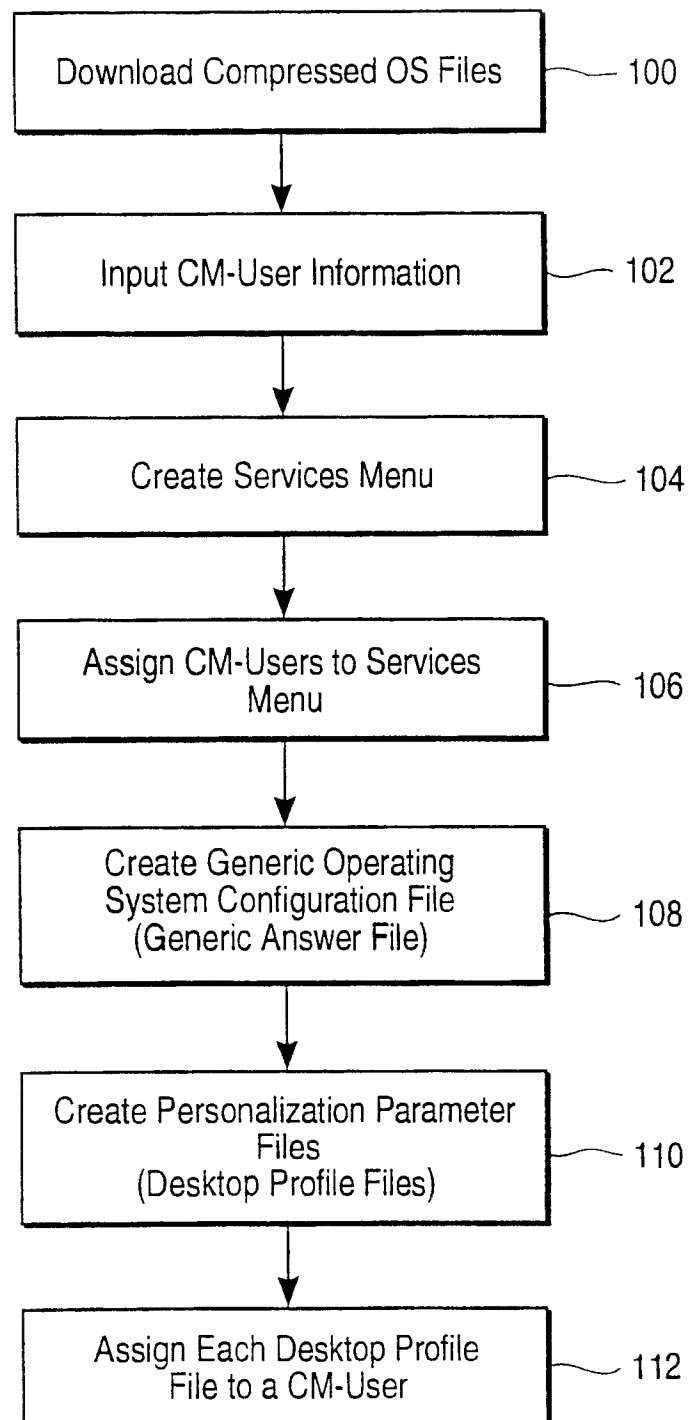 Download Compressed OS Files
100
Input CM-User Information
102
Create Services Menu
104
Assign CM-Users to Services
Menu
106
Create Generic Operating
System Configuration File
(Generic Answer File)
108
Create Personalization Parameter
Files
(Desktop Profile Files)
110
Assign Each Desktop Profile
File to a CM-User
112